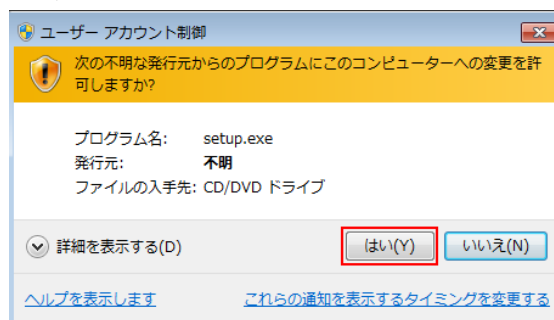 ユーザー アカウント制御
次の不明な発行元からのプログラムにこのコンピューターへの変更を許
可しますか?
プログラム名: setup.exe
発行元: 不明
ファイルの入手先: CD/DVD ドライブ
詳細を表示する(D) はい(Y) いいえ(N)
ヘルプを表示します これらの通知を表示するタイミングを変更する